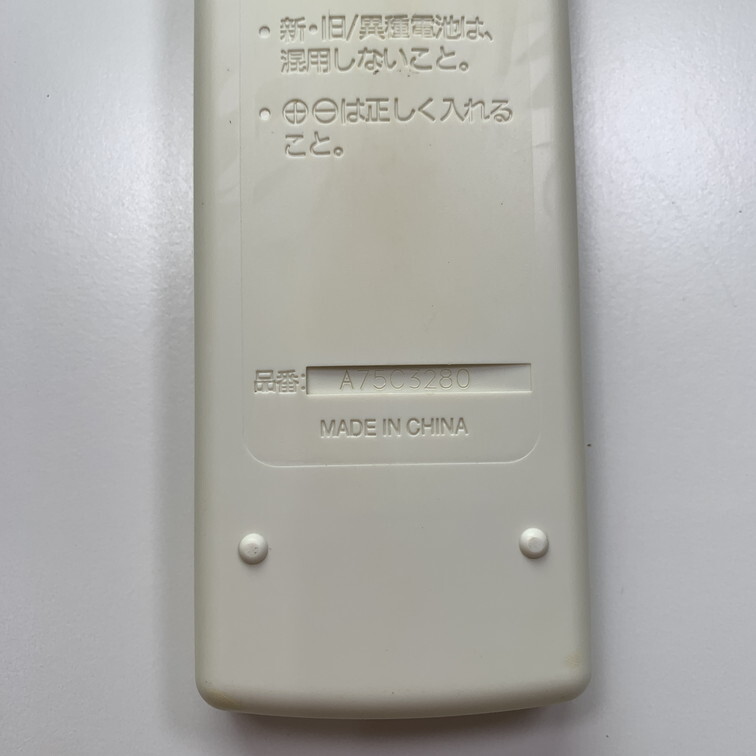 • 新・旧/異種電池は、
混用しないこと。
• ⊕⊖は正しく入れる
こと。
品番: A75C3280
MADE IN CHINA